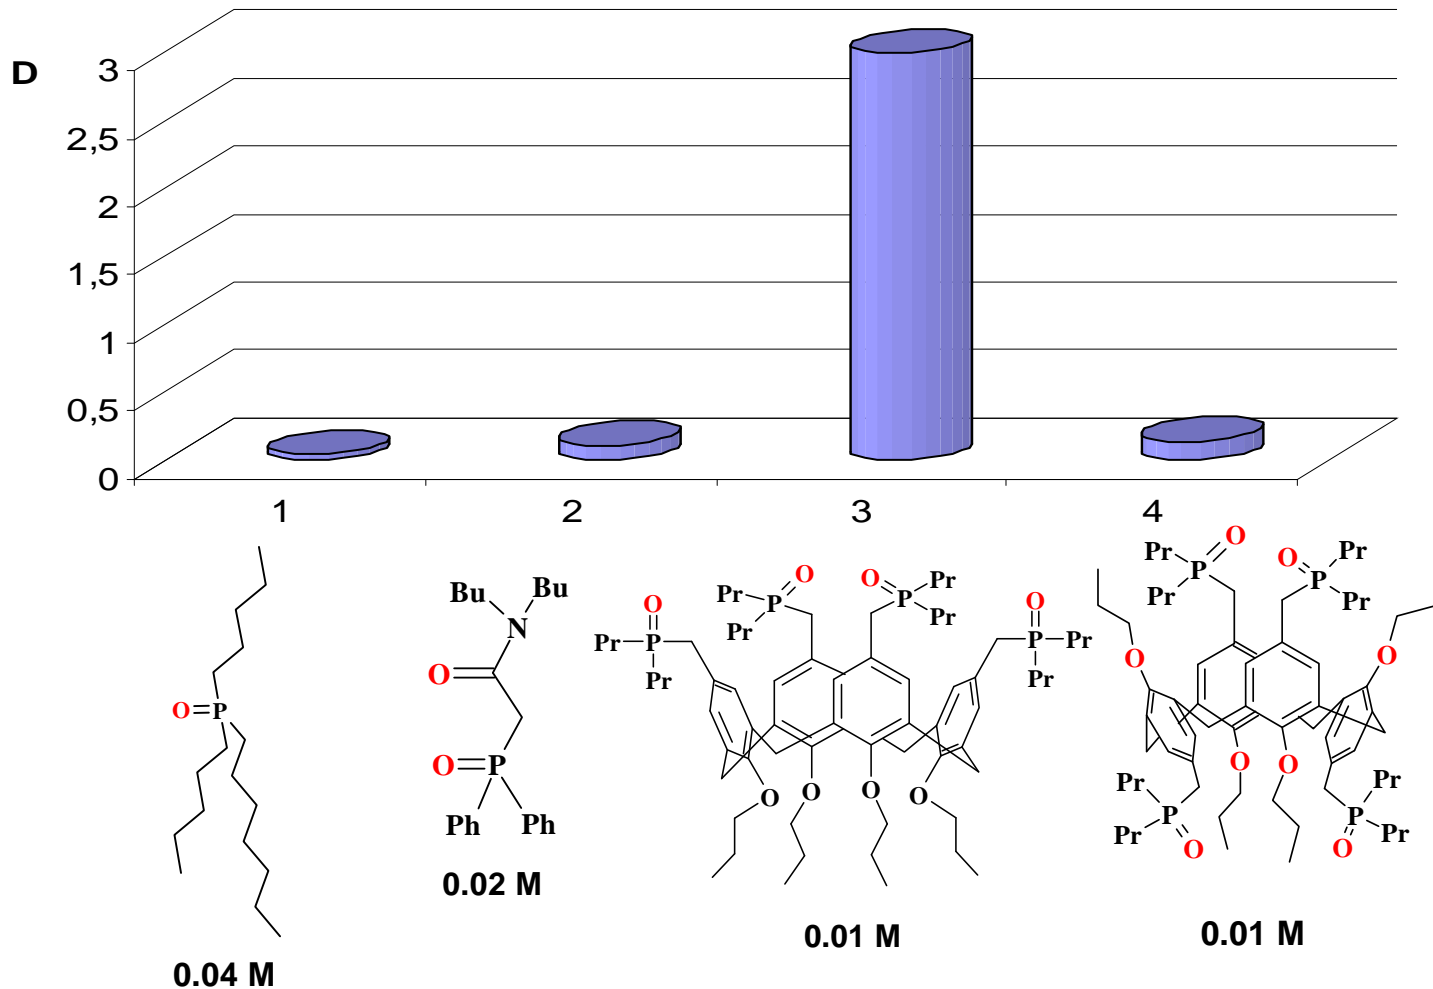 D
3
2,5
2
1,5
1
0,5
0
1 2 3 4
O=P
0.04 M
Bu Bu
N
O
O=P
Ph Ph
0.02 M
Pr O O Pr
O P P O
Pr Pr Pr Pr
Pr P P Pr
Pr Pr
O O O O
0.01 M
Pr O O Pr
P P
Pr Pr
O O
O O
Pr Pr
Pr P P Pr
O O
0.01 M